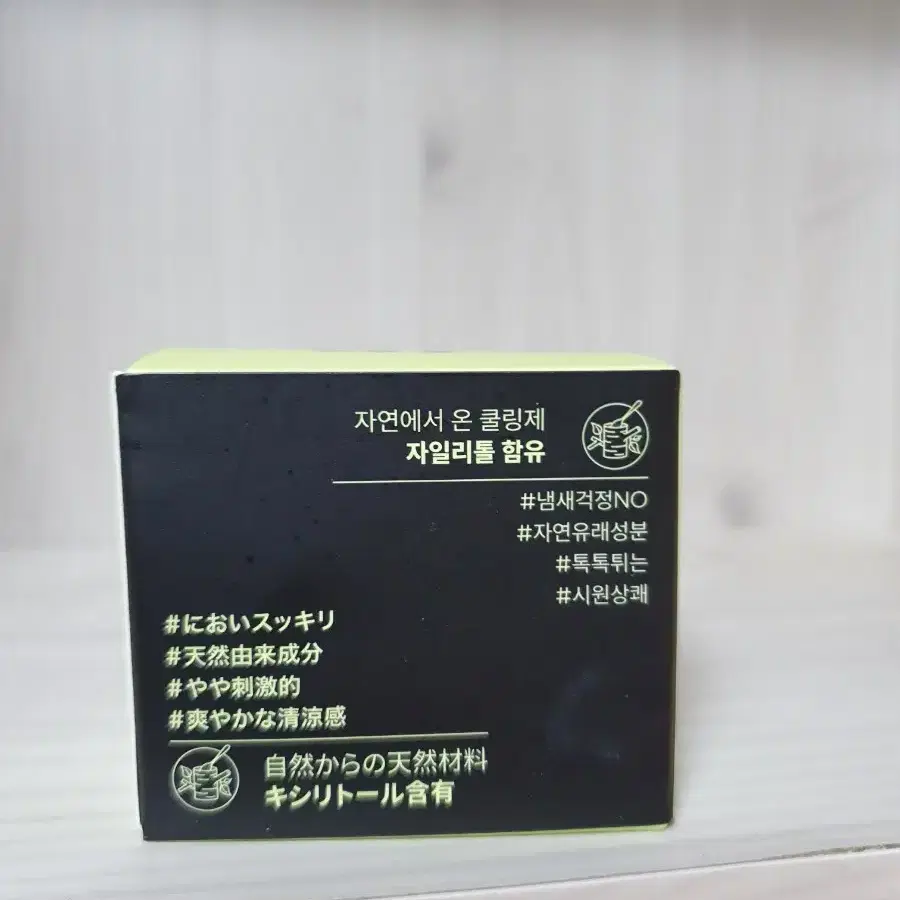 자연에서 온 쿨링제
자일리톨 함유
#냄새걱정NO
#자연유래성분
#톡톡튀는
#시원상쾌
#においスッキリ
#天然由来成分
#やや刺激的
#爽やかな清涼感
自然からの天然材料
キシリトール含有